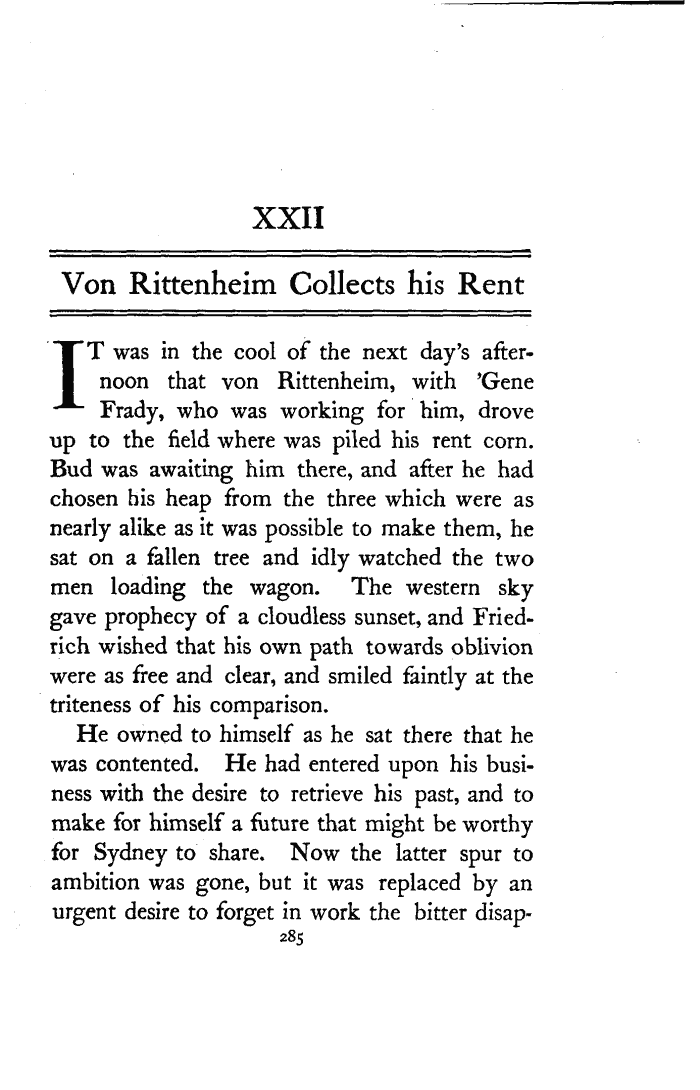 XXII
Von Rittenheim Collects his Rent
IT was in the cool of the next day's after-
noon that von Rittenheim, with 'Gene
Frady, who was working for him, drove
up to the field where was piled his rent corn.
Bud was awaiting him there, and after he had
chosen his heap from the three which were as
nearly alike as it was possible to make them, he
sat on a fallen tree and idly watched the two
men loading the wagon. The western sky
gave prophecy of a cloudless sunset, and Fried-
rich wished that his own path towards oblivion
were as free and clear, and smiled faintly at the
triteness of his comparison.
He owned to himself as he sat there that he
was contented. He had entered upon his busi-
ness with the desire to retrieve his past, and to
make for himself a future that might be worthy
for Sydney to share. Now the latter spur to
ambition was gone, but it was replaced by an
urgent desire to forget in work the bitter disap-
285